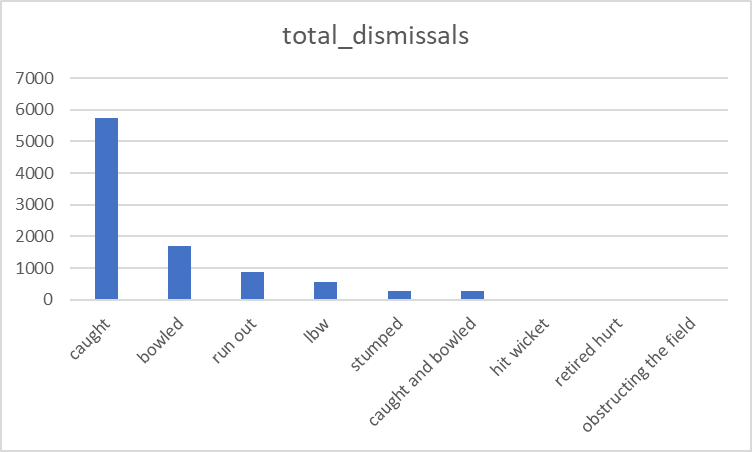 total_dismissals
7000
6000
5000
4000
3000
2000
1000
0
caught
bowled
run out
lbw
stumped
caught and bowled
hit wicket
retired hurt
obstructing the field